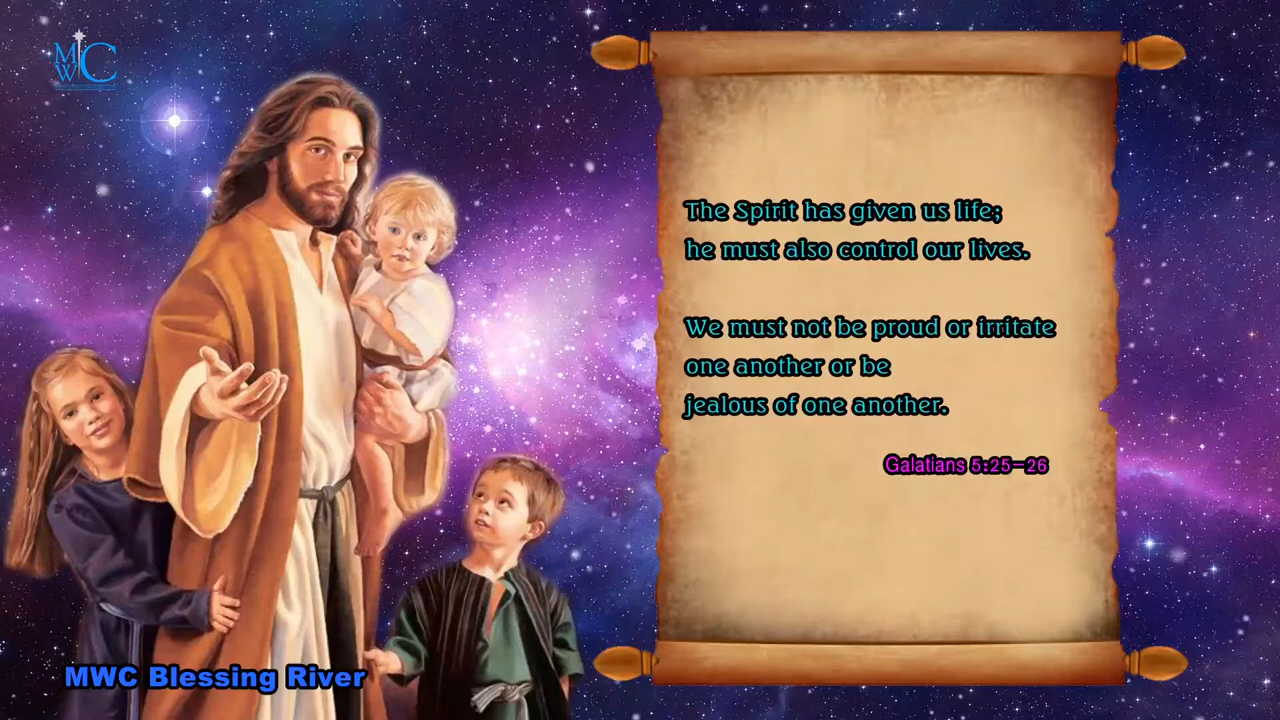 MWC
The Spirit has given us life;
he must also control our lives.
We must not be proud or irritate
one another or be
jealous of one another.
Galatians 5:25-26
MWC Blessing River